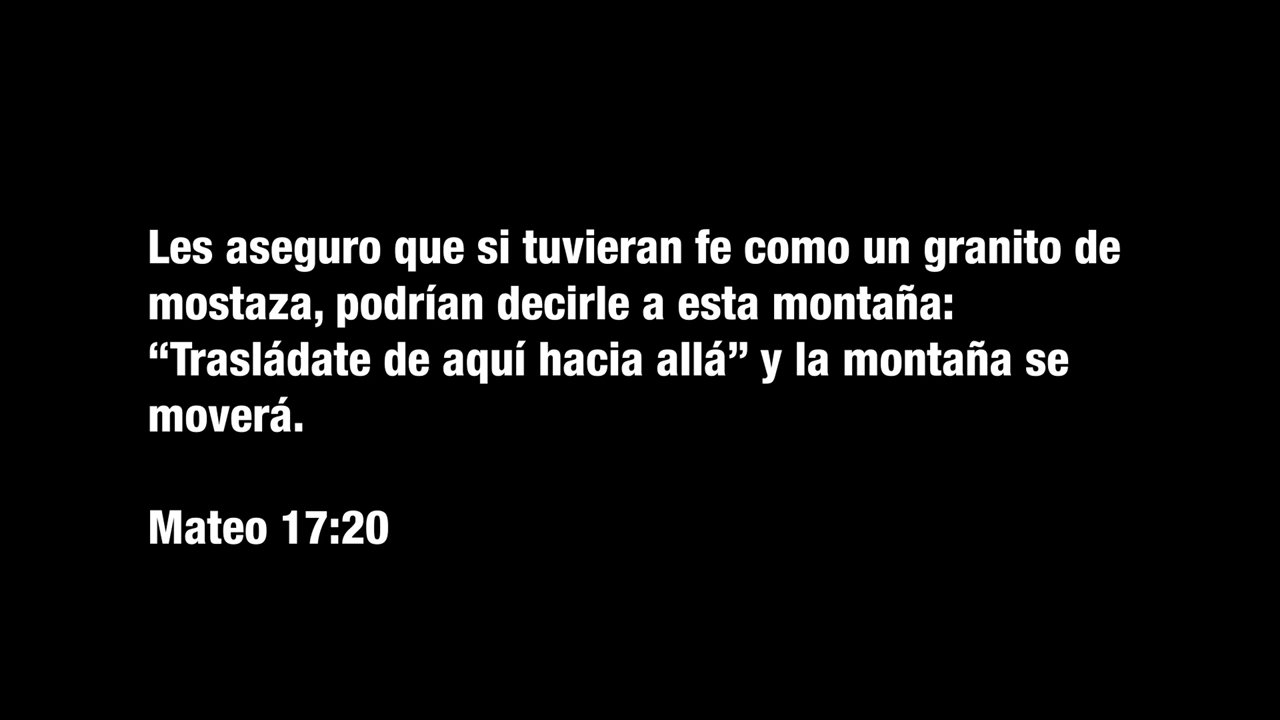 Les aseguro que si tuvieran fe como un granito de
mostaza, podrían decirle a esta montaña:
“Trasládate de aquí hacia allá” y la montaña se
moverá.
Mateo 17:20